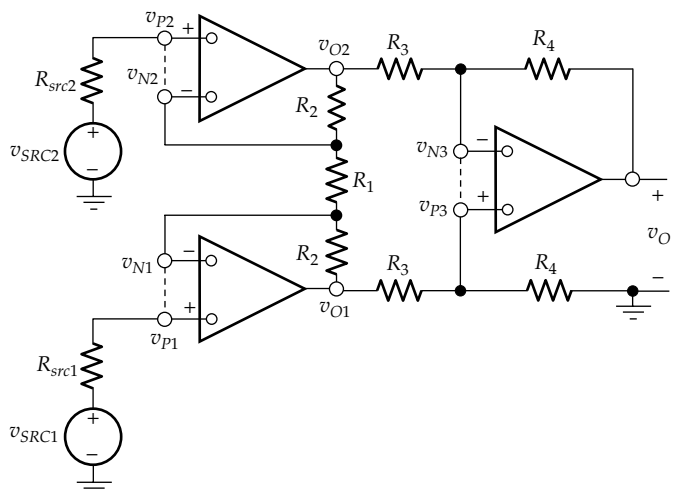 v_P2
+
v_O2
R_3
R_4
R_src2
v_N2
−
R_2
+
v_SRC2
−
v_N3
−
R_1
v_P3
+
+
v_O
v_N1
−
R_2
R_3
R_4
−
+
v_O1
v_P1
R_src1
+
v_SRC1
−